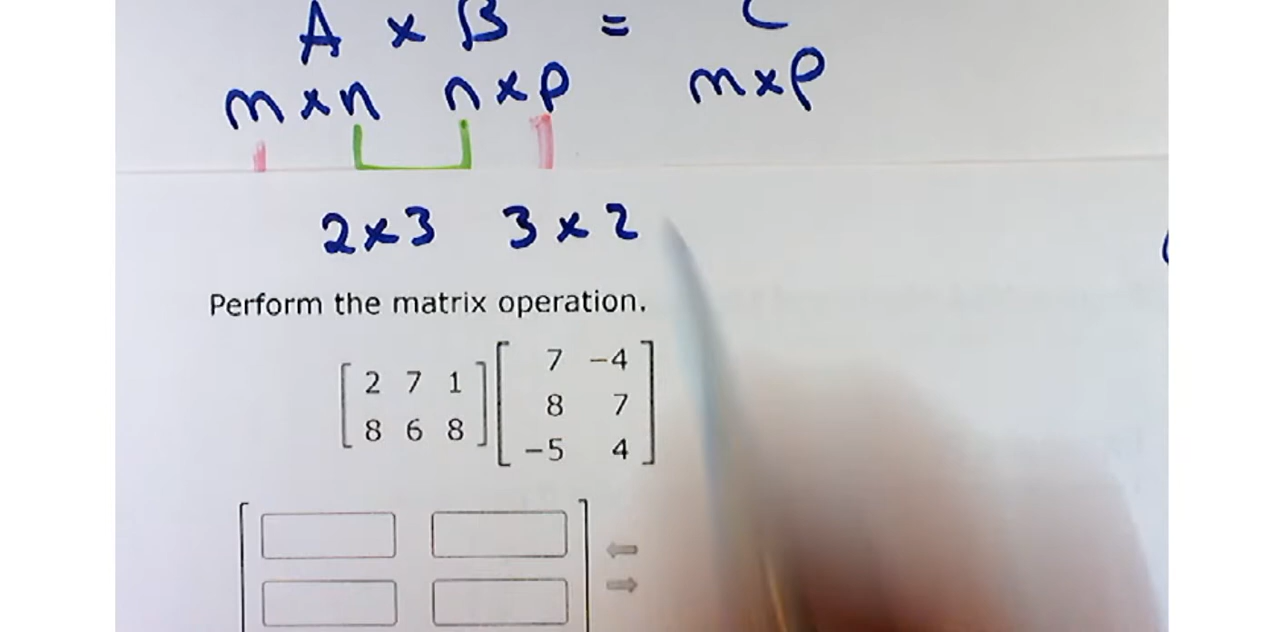 A × B = C
m×n n×p m×p
2×3 3×2
Perform the matrix operation.
2 7 1
8 6 8
7 −4
8 7
−5 4